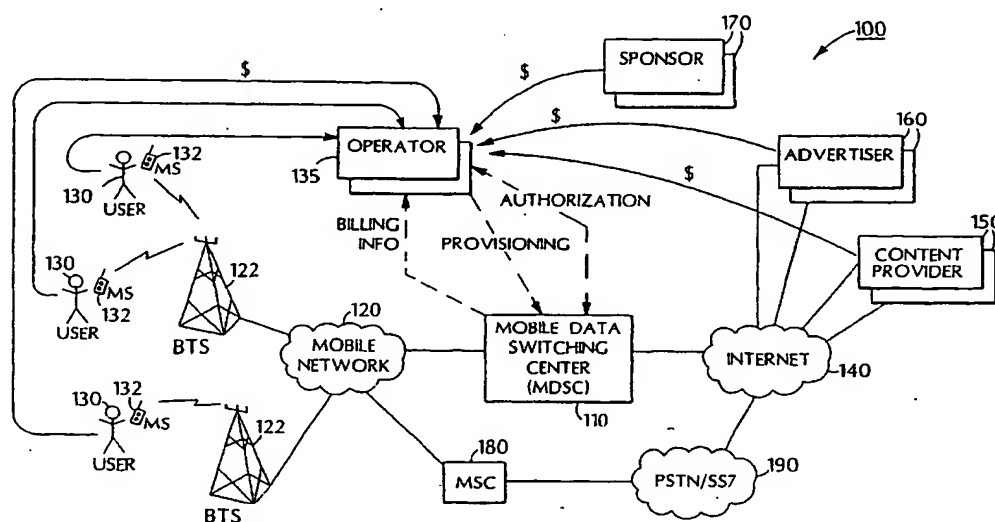 170
100
SPONSOR
$
$
160
132
MS
OPERATOR
$
ADVERTISER
130
135
USER
AUTHORIZATION
$
BILLING
INFO
PROVISIONING
150
CONTENT
PROVIDER
130
MS
132
USER
122
BTS
120
MOBILE
NETWORK
MOBILE DATA
SWITCHING
CENTER
(MDSC)
110
INTERNET
140
130
132
MS
USER
122
BTS
180
MSC
PSTN/SS7
190